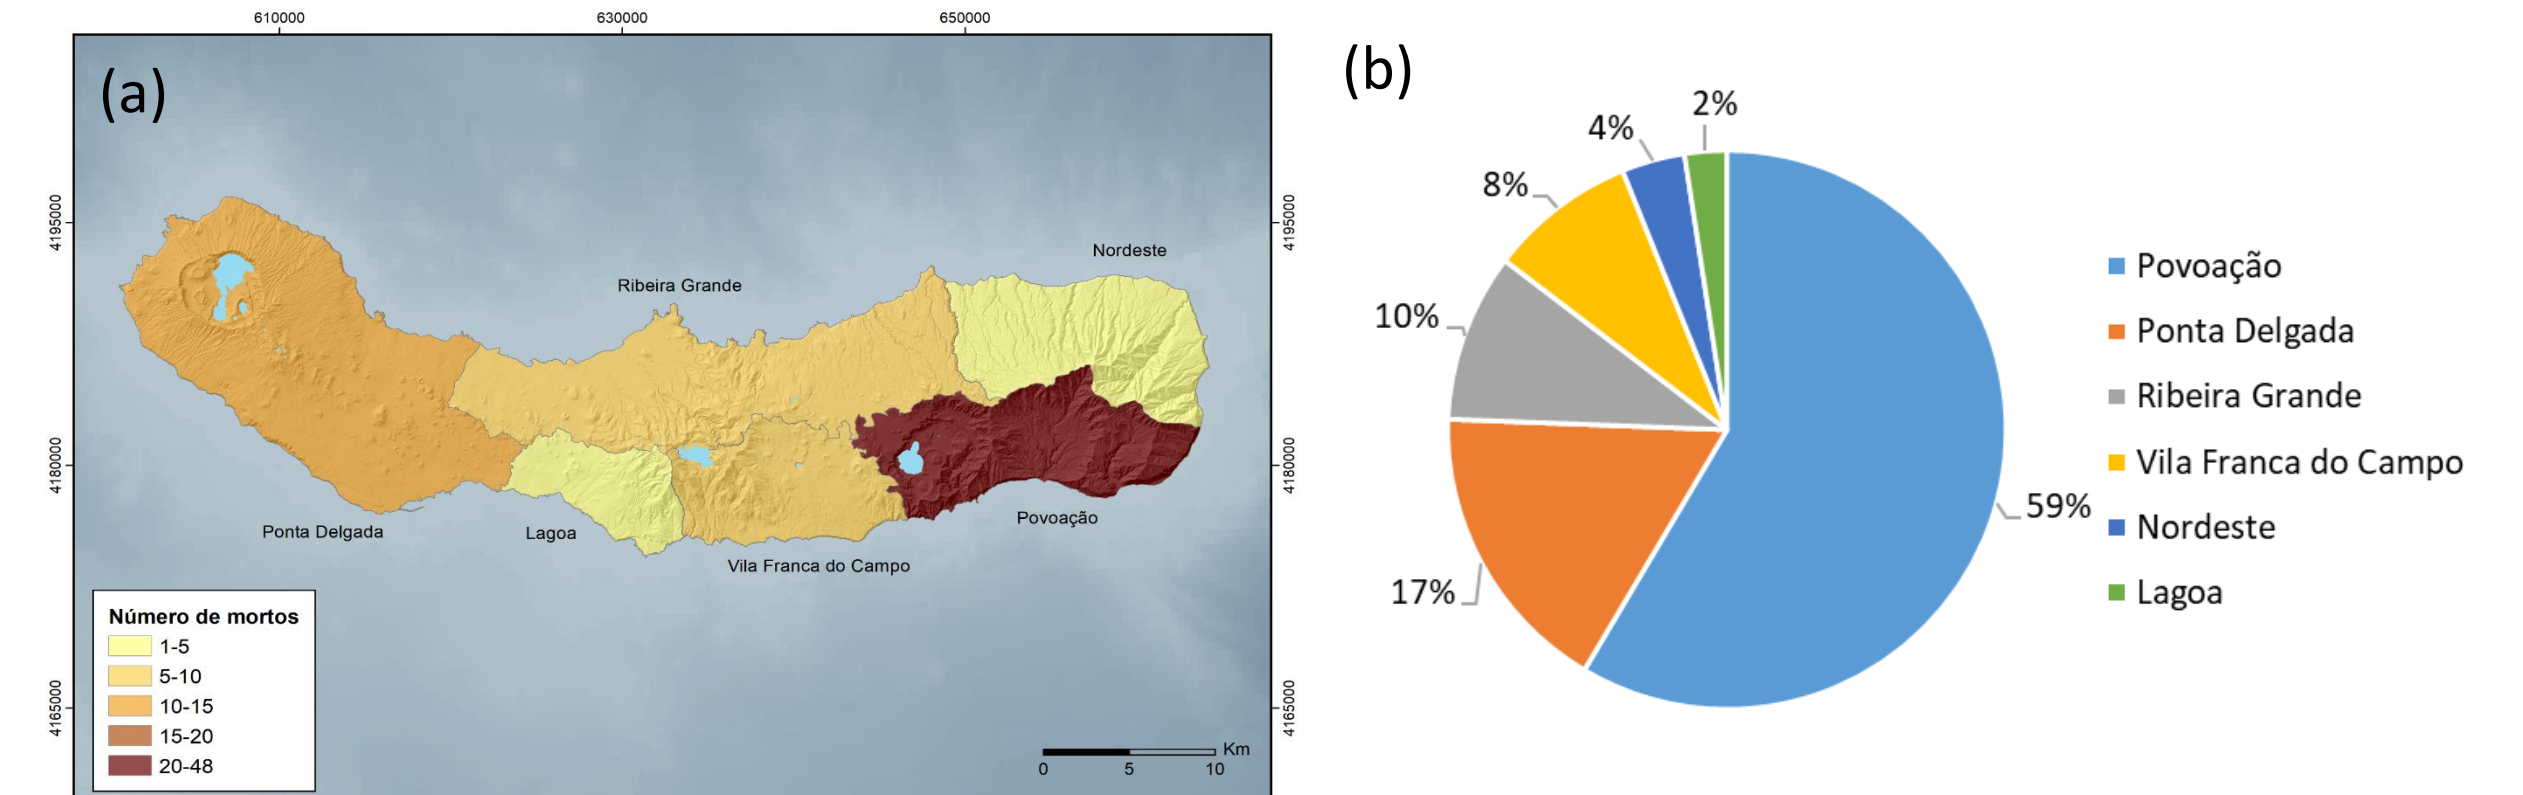 (a)
610000
630000
650000
4195000
4180000
4165000
4195000
4180000
4165000
Nordeste
Ribeira Grande
Ponta Delgada
Lagoa
Povoação
Vila Franca do Campo
Número de mortos
1-5
5-10
10-15
15-20
20-48
Km
0 5 10
(b)
2%
4%
8%
10%
17%
59%
Povoação
Ponta Delgada
Ribeira Grande
Vila Franca do Campo
Nordeste
Lagoa